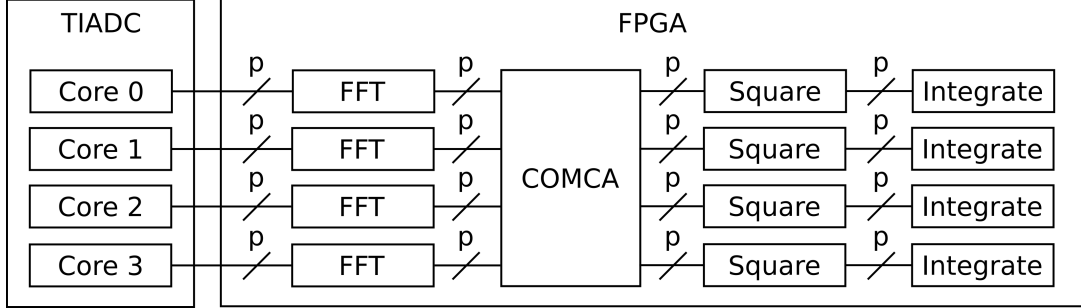 TIADC
FPGA
p p p p
Core 0 FFT Square Integrate
p p p p
Core 1 FFT Square Integrate
COMCA
p p p p
Core 2 FFT Square Integrate
p p p p
Core 3 FFT Square Integrate